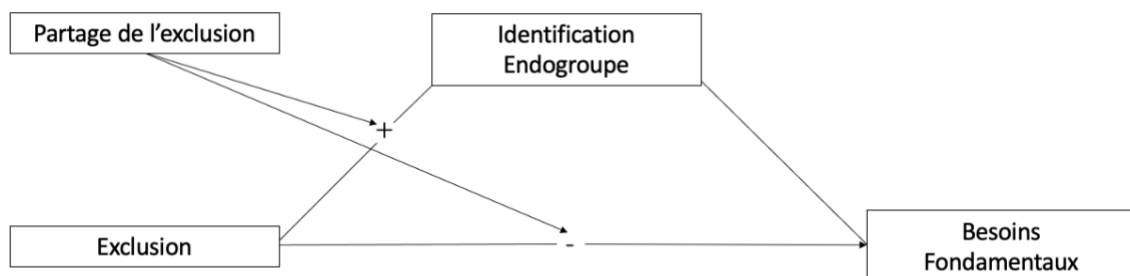 Partage de l’exclusion
Identification
Endogroupe
+
Exclusion
-
Besoins
Fondamentaux